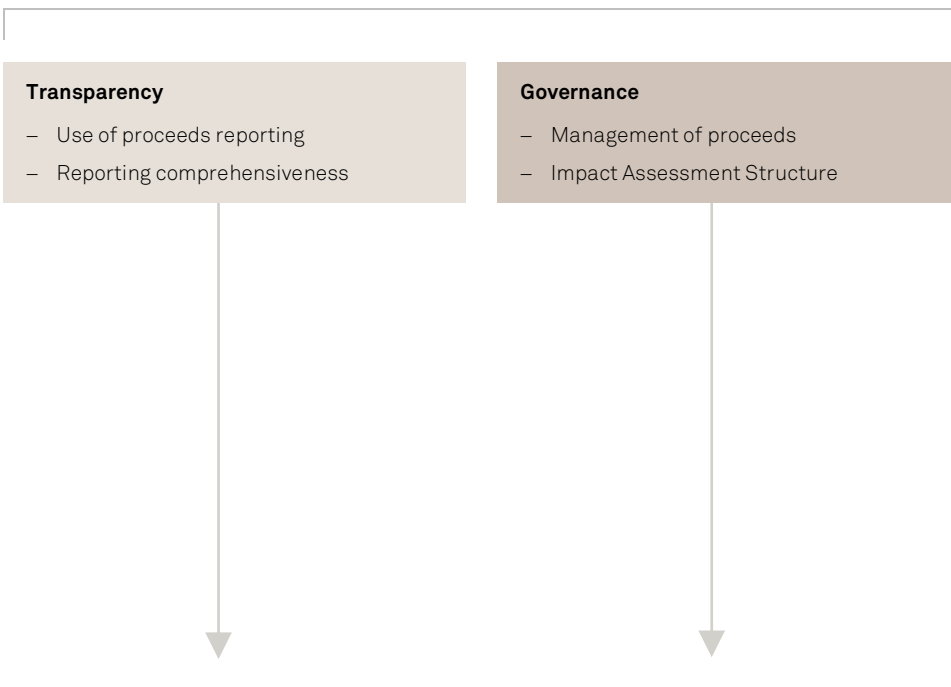 Transparency
– Use of proceeds reporting
– Reporting comprehensiveness
Governance
– Management of proceeds
– Impact Assessment Structure